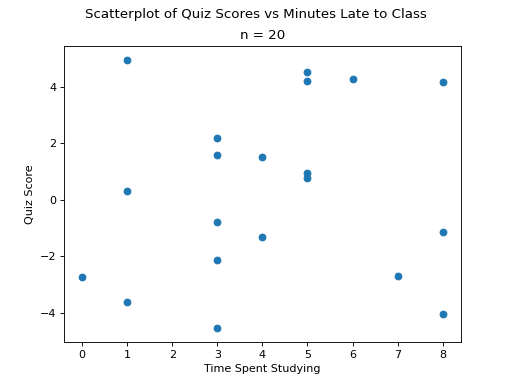 Scatterplot of Quiz Scores vs Minutes Late to Class
n = 20
4
2
0
−2
−4
Quiz Score
0 1 2 3 4 5 6 7 8
Time Spent Studying